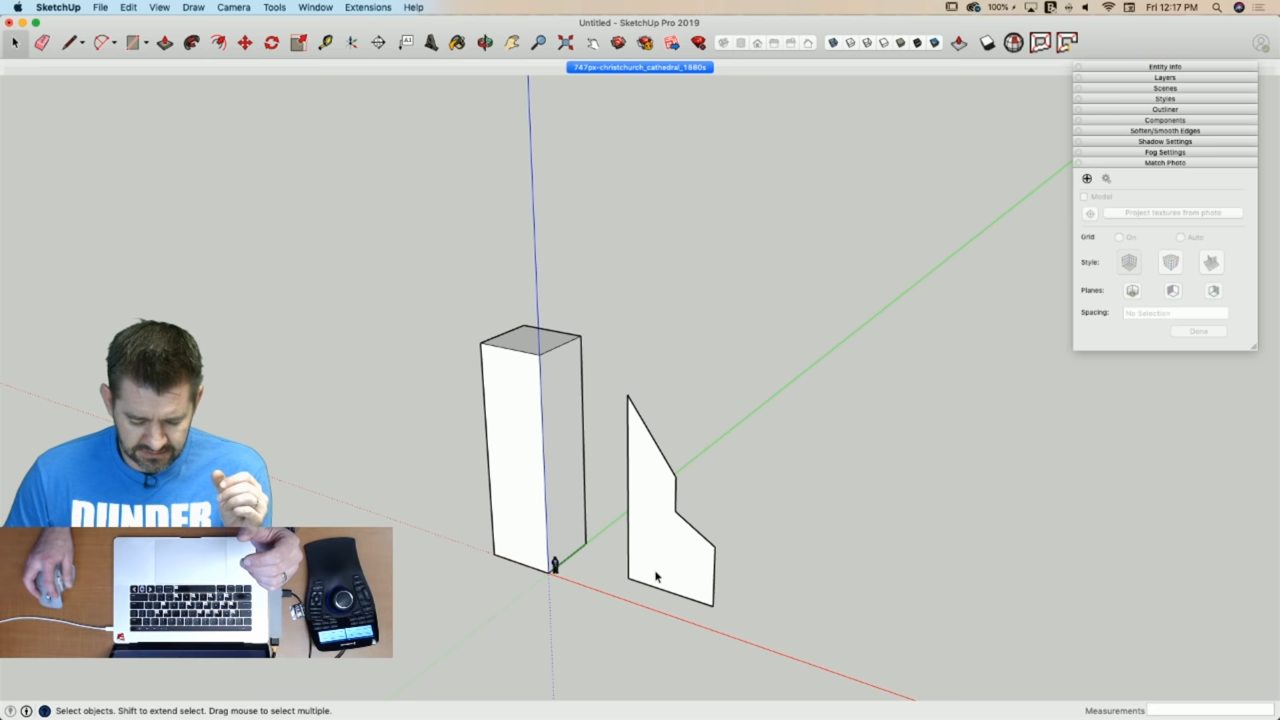 SketchUp File Edit View Draw Camera Tools Window Extensions Help 100% Fri 12:17 PM
Untitled - SketchUp Pro 2019
747px-christchurch_cathedral_1880s
Entity Info
Layers
Scenes
Styles
Outliner
Components
Soften/Smooth Edges
Shadow Settings
Fog Settings
Match Photo
Model
Project textures from photo
Grid On Auto
Style:
Planes:
Spacing: No Selection
Done
DUNDER
Select objects. Shift to extend select. Drag mouse to select multiple. Measurements